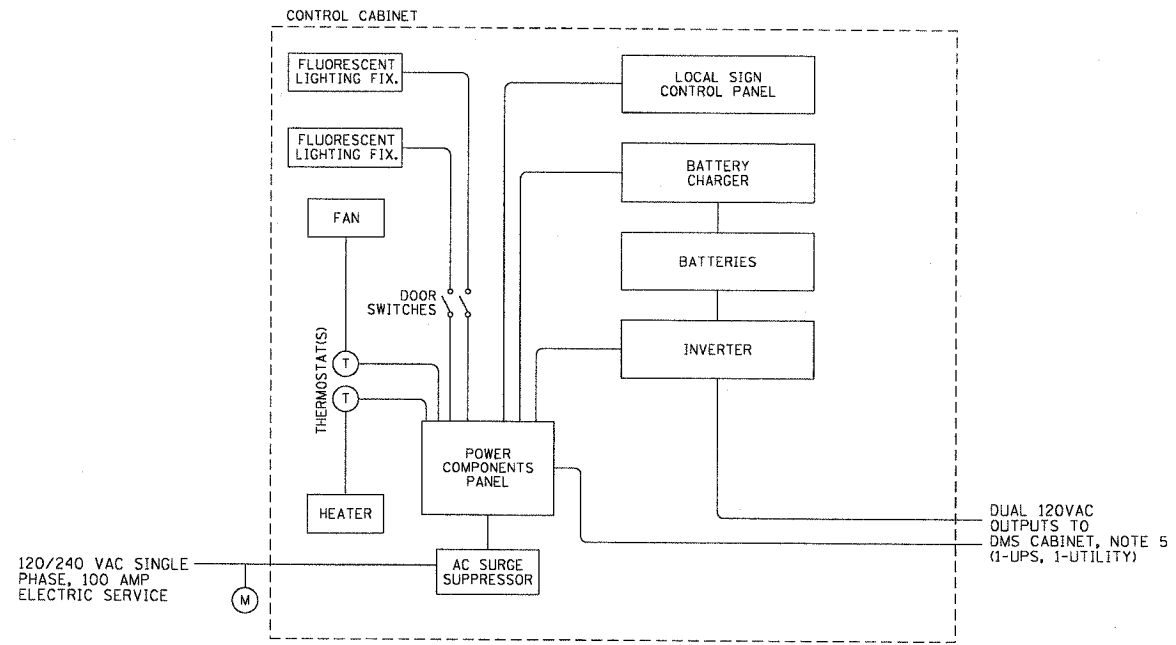 CONTROL CABINET
FLUORESCENT
LIGHTING FIX.
LOCAL SIGN
CONTROL PANEL
FLUORESCENT
LIGHTING FIX.
BATTERY
CHARGER
FAN
BATTERIES
DOOR
SWITCHES
THERMOSTAT(S)
INVERTER
T
T
POWER
COMPONENTS
PANEL
HEATER
DUAL 120VAC
OUTPUTS TO
DMS CABINET, NOTE 5
(1-UPS, 1-UTILITY)
120/240 VAC SINGLE
PHASE, 100 AMP
ELECTRIC SERVICE
AC SURGE
SUPPRESSOR
M